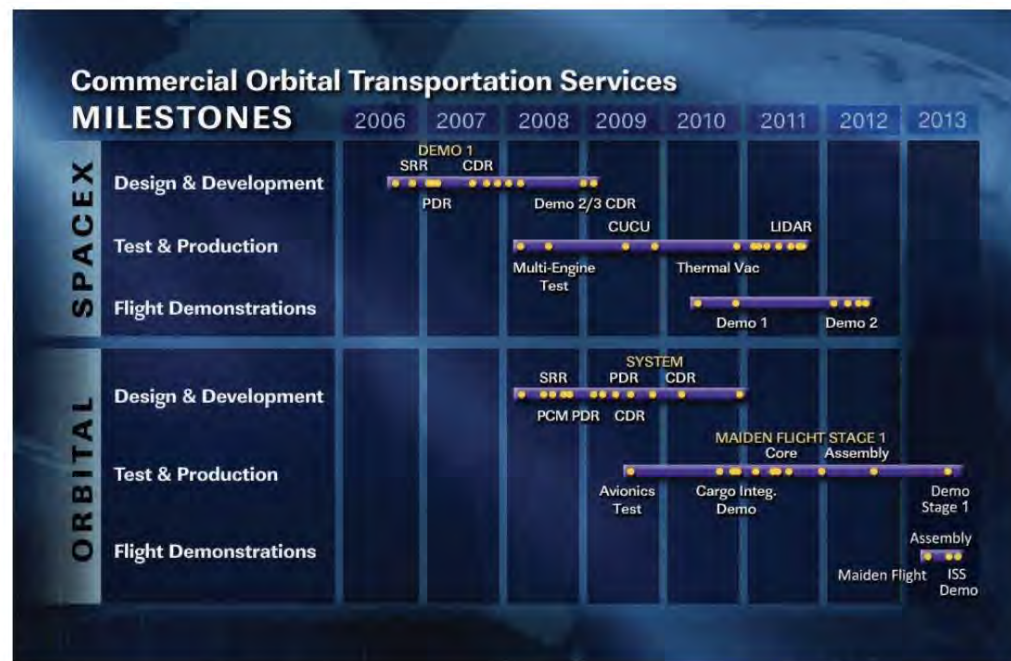 Commercial Orbital Transportation Services
MILESTONES
2006 2007 2008 2009 2010 2011 2012 2013
SPACEX
DEMO 1
SRR CDR
Design & Development
PDR Demo 2/3 CDR
CUCU LIDAR
Test & Production
Multi-Engine
Test
Thermal Vac
Flight Demonstrations
Demo 1 Demo 2
ORBITAL
SYSTEM
SRR PDR CDR
Design & Development
PCM PDR CDR
MAIDEN FLIGHT STAGE 1
Core Assembly
Test & Production
Avionics
Test
Cargo Integ.
Demo
Demo
Stage 1
Assembly
Flight Demonstrations
Maiden Flight
ISS
Demo